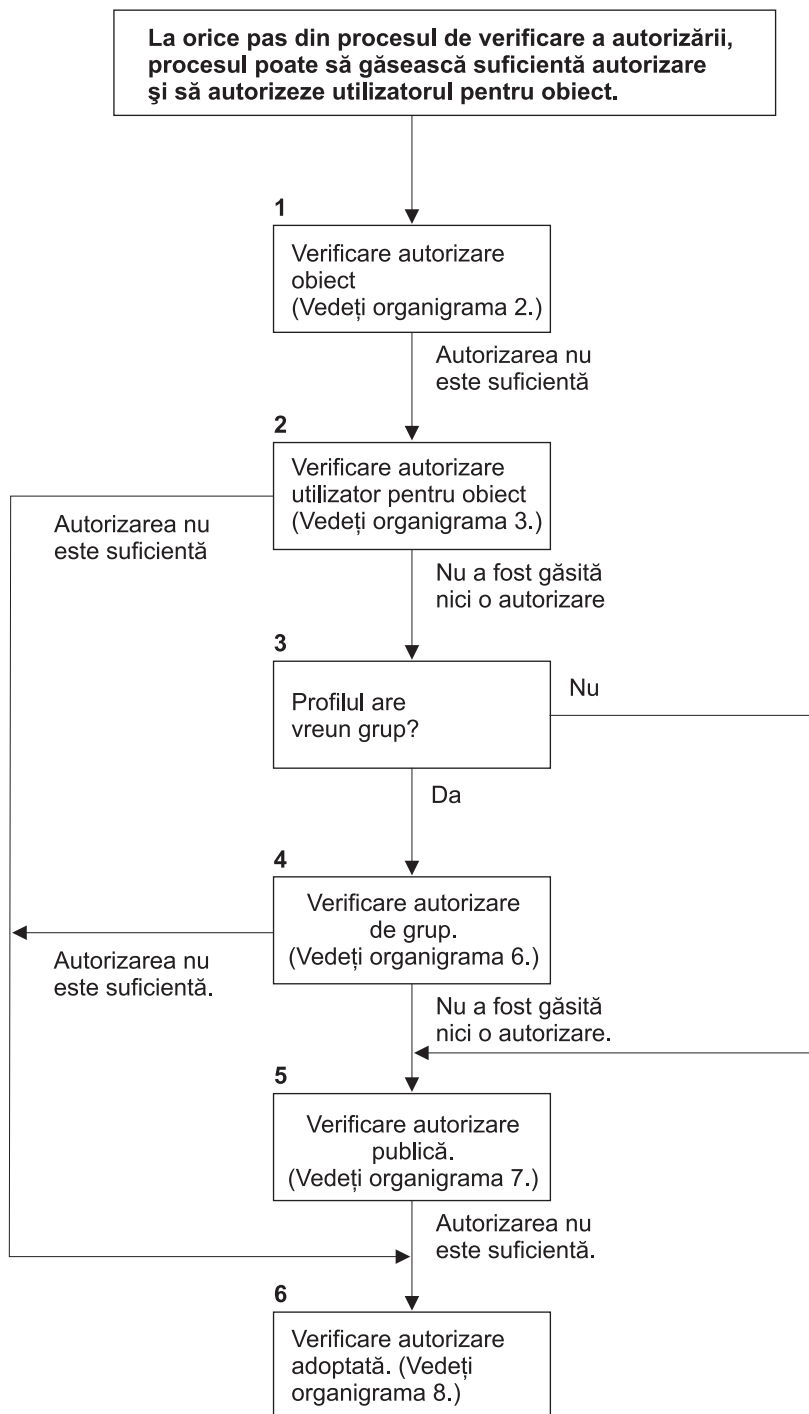 La orice pas din procesul de verificare a autorizării,
procesul poate să găsească suficientă autorizare
şi să autorizeze utilizatorul pentru obiect.
1
Verificare autorizare
obiect
(Vedeţi organigrama 2.)
Autorizarea nu
este suficientă
2
Verificare autorizare
utilizator pentru obiect
(Vedeţi organigrama 3.)
Autorizarea nu
este suficientă
Nu a fost găsită
nici o autorizare
3
Profilul are
vreun grup?
Nu
Da
4
Verificare autorizare
de grup.
(Vedeţi organigrama 6.)
Autorizarea nu
este suficientă.
Nu a fost găsită
nici o autorizare.
5
Verificare autorizare
publică.
(Vedeţi organigrama 7.)
Autorizarea nu
este suficientă.
6
Verificare autorizare
adoptată. (Vedeţi
organigrama 8.)